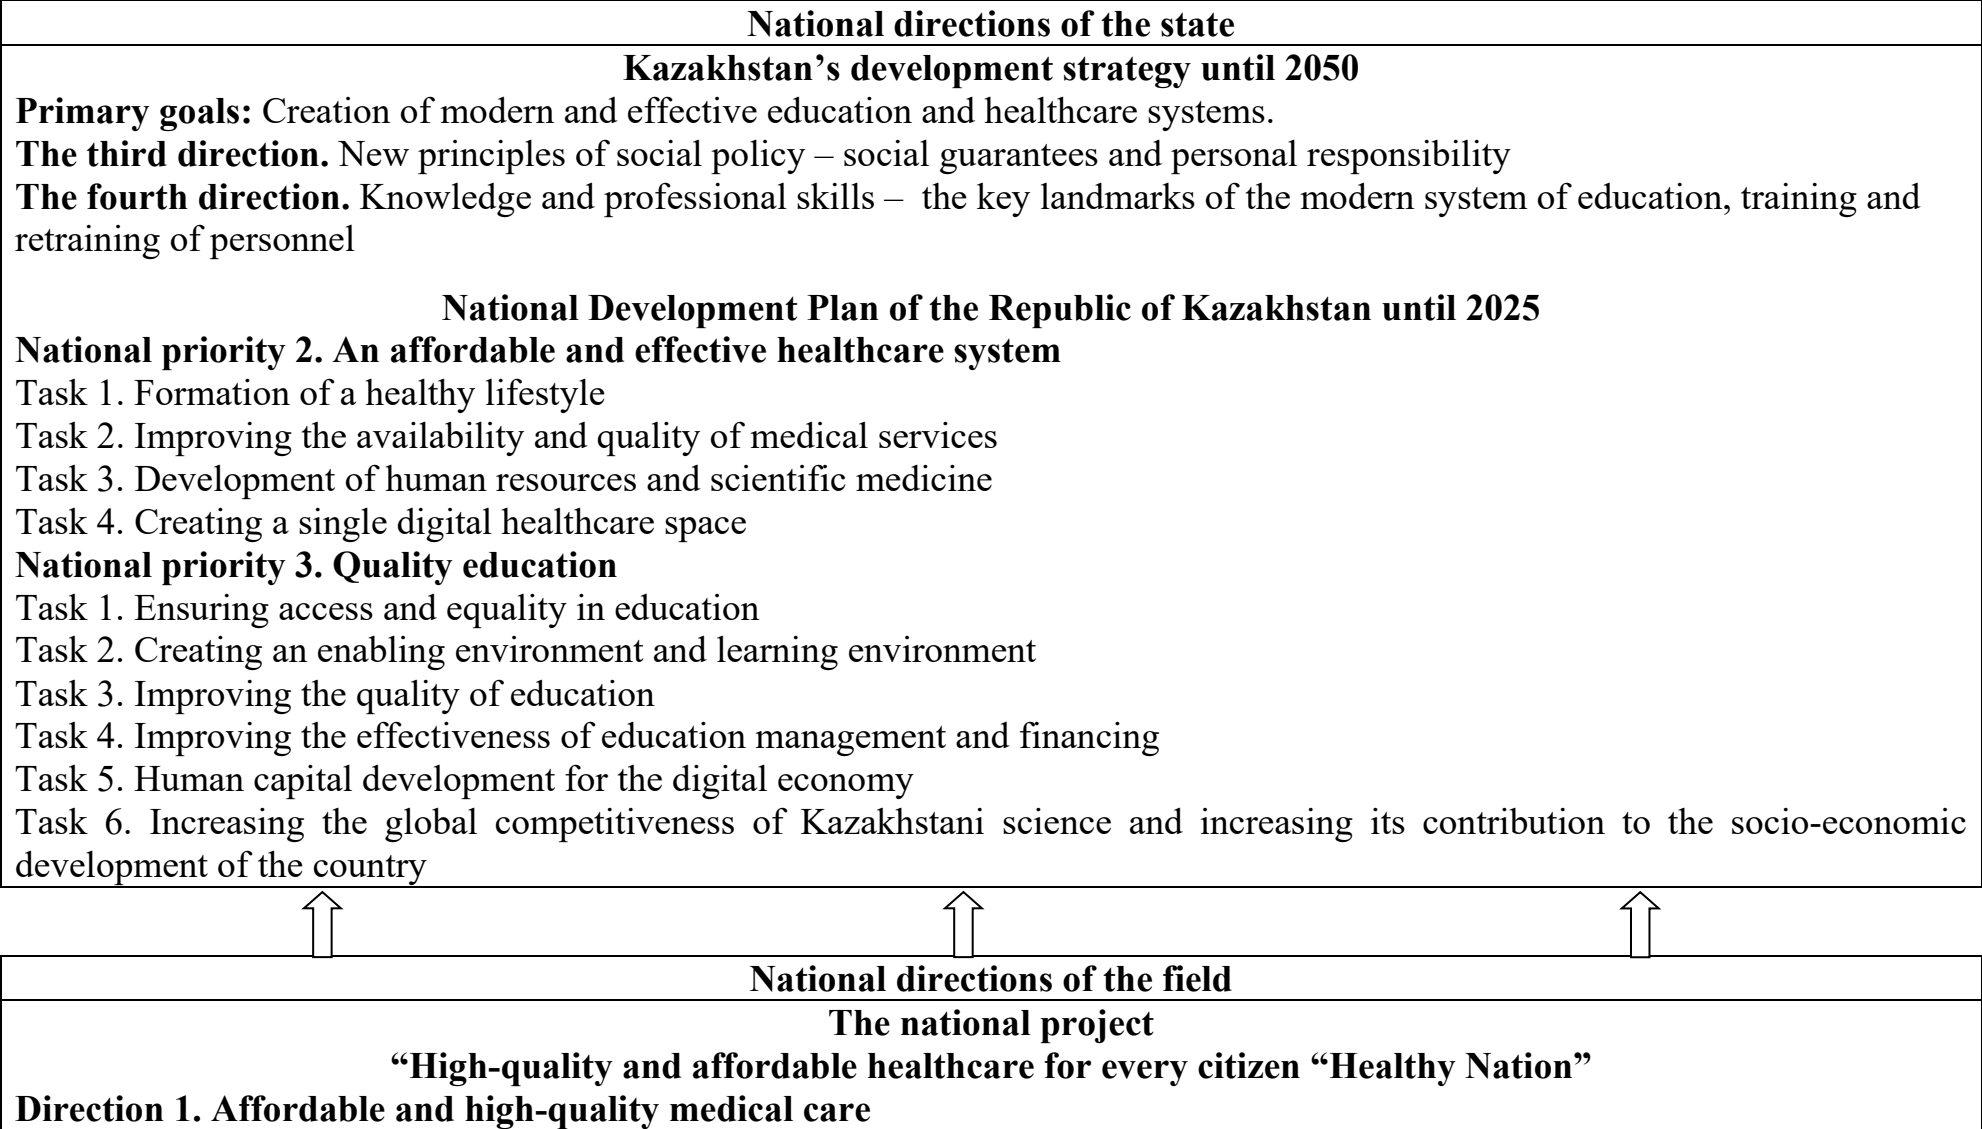 National directions of the state
Kazakhstan’s development strategy until 2050
Primary goals: Creation of modern and effective education and healthcare systems.
The third direction. New principles of social policy – social guarantees and personal responsibility
The fourth direction. Knowledge and professional skills –  the key landmarks of the modern system of education, training and
retraining of personnel
National Development Plan of the Republic of Kazakhstan until 2025
National priority 2. An affordable and effective healthcare system
Task 1. Formation of a healthy lifestyle
Task 2. Improving the availability and quality of medical services
Task 3. Development of human resources and scientific medicine
Task 4. Creating a single digital healthcare space
National priority 3. Quality education
Task 1. Ensuring access and equality in education
Task 2. Creating an enabling environment and learning environment
Task 3. Improving the quality of education
Task 4. Improving the effectiveness of education management and financing
Task 5. Human capital development for the digital economy
Task 6. Increasing the global competitiveness of Kazakhstani science and increasing its contribution to the socio-economic
development of the country
National directions of the field
The national project
“High-quality and affordable healthcare for every citizen “Healthy Nation”
Direction 1. Affordable and high-quality medical care